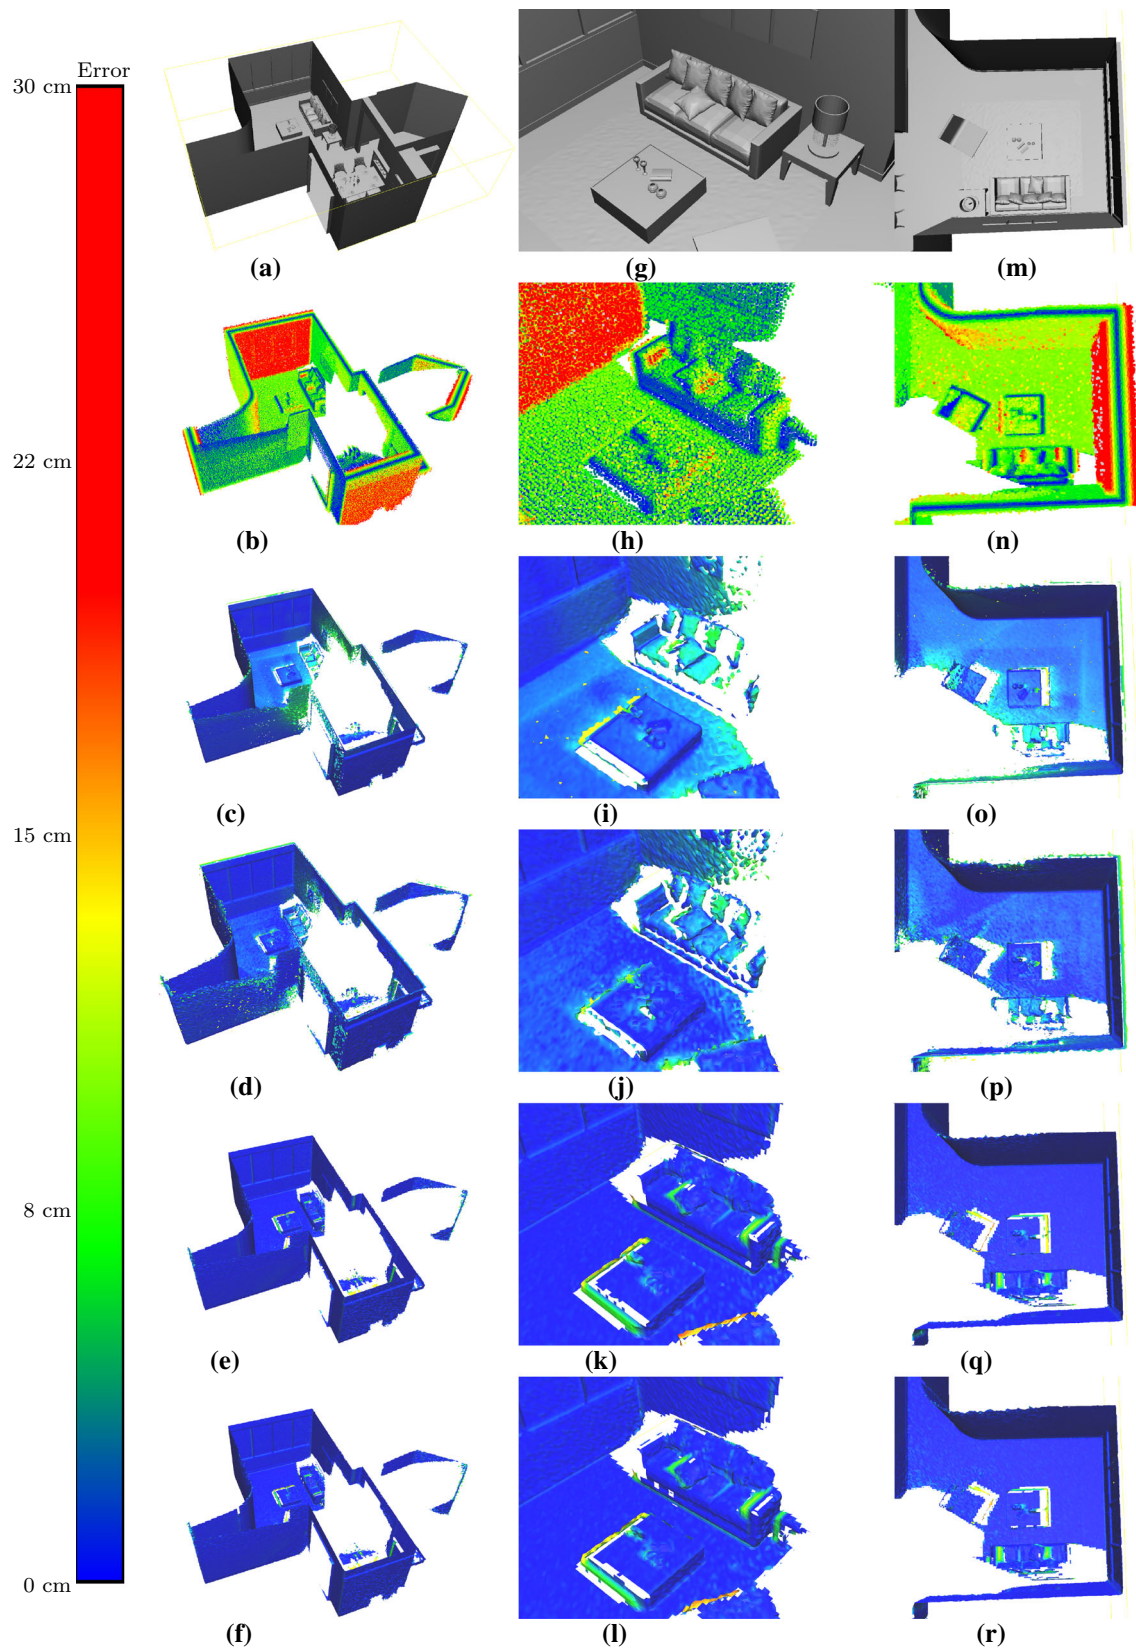 Error
30 cm
(a) (g) (m)
22 cm
(b) (h) (n)
(c) (i) (o)
15 cm
(d) (j) (p)
8 cm
(e) (k) (q)
0 cm
(f) (l) (r)